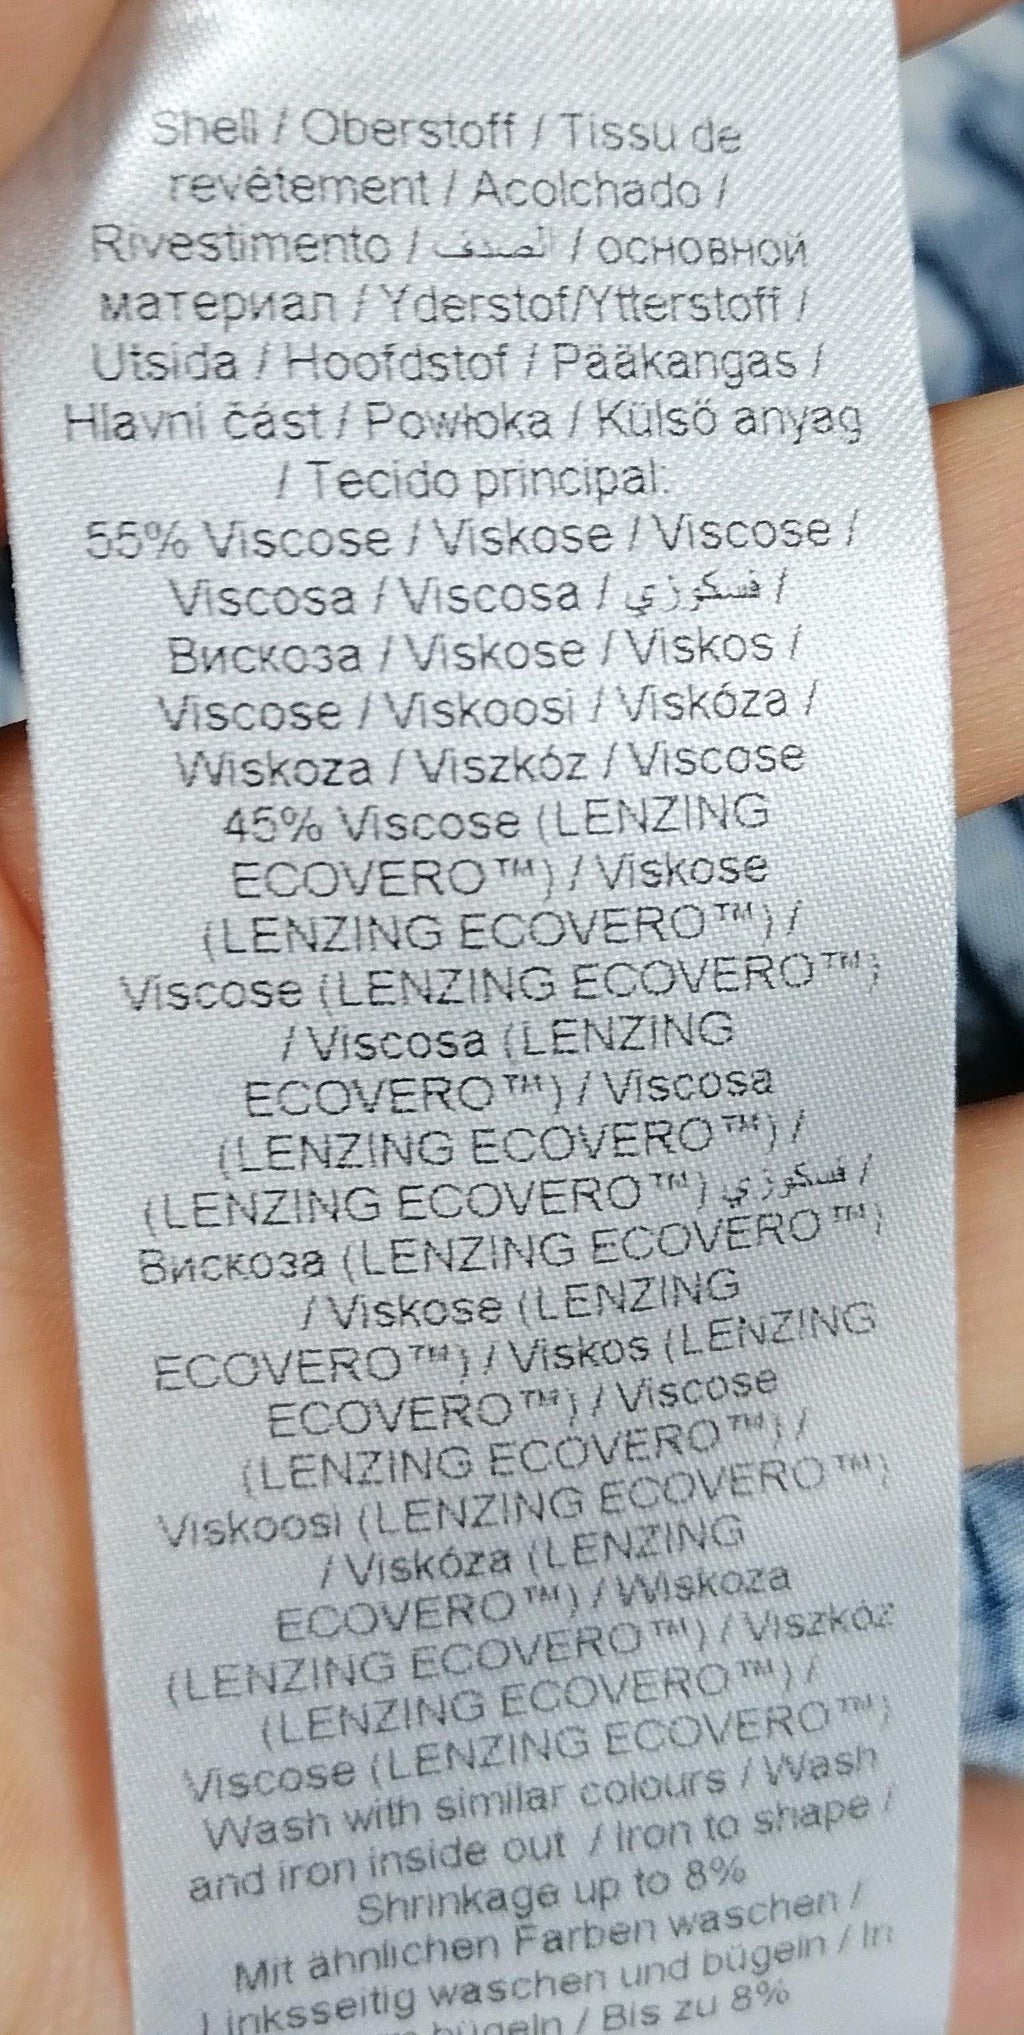 Shell / Oberstoff / Tissu de
revêtement / Acolchado /
Rivestimento / الصدف / основной
материал / Yderstof/Ytterstoff /
Utsida / Hoofdstof / Pääkangas /
Hlavní část / Powłoka / Külső anyag
/ Tecido principal:
55% Viscose / Viskose / Viscose /
Viscosa / Viscosa / فسكوزي /
Вискоза / Viskose / Viskos /
Viscose / Viskoosi / Viskóza /
Wiskoza / Viszkóz / Viscose
45% Viscose (LENZING
ECOVERO™) / Viskose
(LENZING ECOVERO™) /
Viscose (LENZING ECOVERO™)
/ Viscosa (LENZING
ECOVERO™) / Viscosa
(LENZING ECOVERO™) /
(LENZING ECOVERO™) فسكوزي /
Вискоза (LENZING ECOVERO™)
/ Viskose (LENZING
ECOVERO™) / Viskos (LENZING
ECOVERO™) / Viscose
(LENZING ECOVERO™) /
Viskoosi (LENZING ECOVERO™)
/ Viskóza (LENZING
ECOVERO™) / Wiskoza
(LENZING ECOVERO™) / Viszkóz
(LENZING ECOVERO™) /
Viscose (LENZING ECOVERO™)
Wash with similar colours / Wash
and iron inside out / Iron to shape /
Shrinkage up to 8%
Mit ähnlichen Farben waschen /
Linksseitig waschen und bügeln / In
bügeln / Bis zu 8%